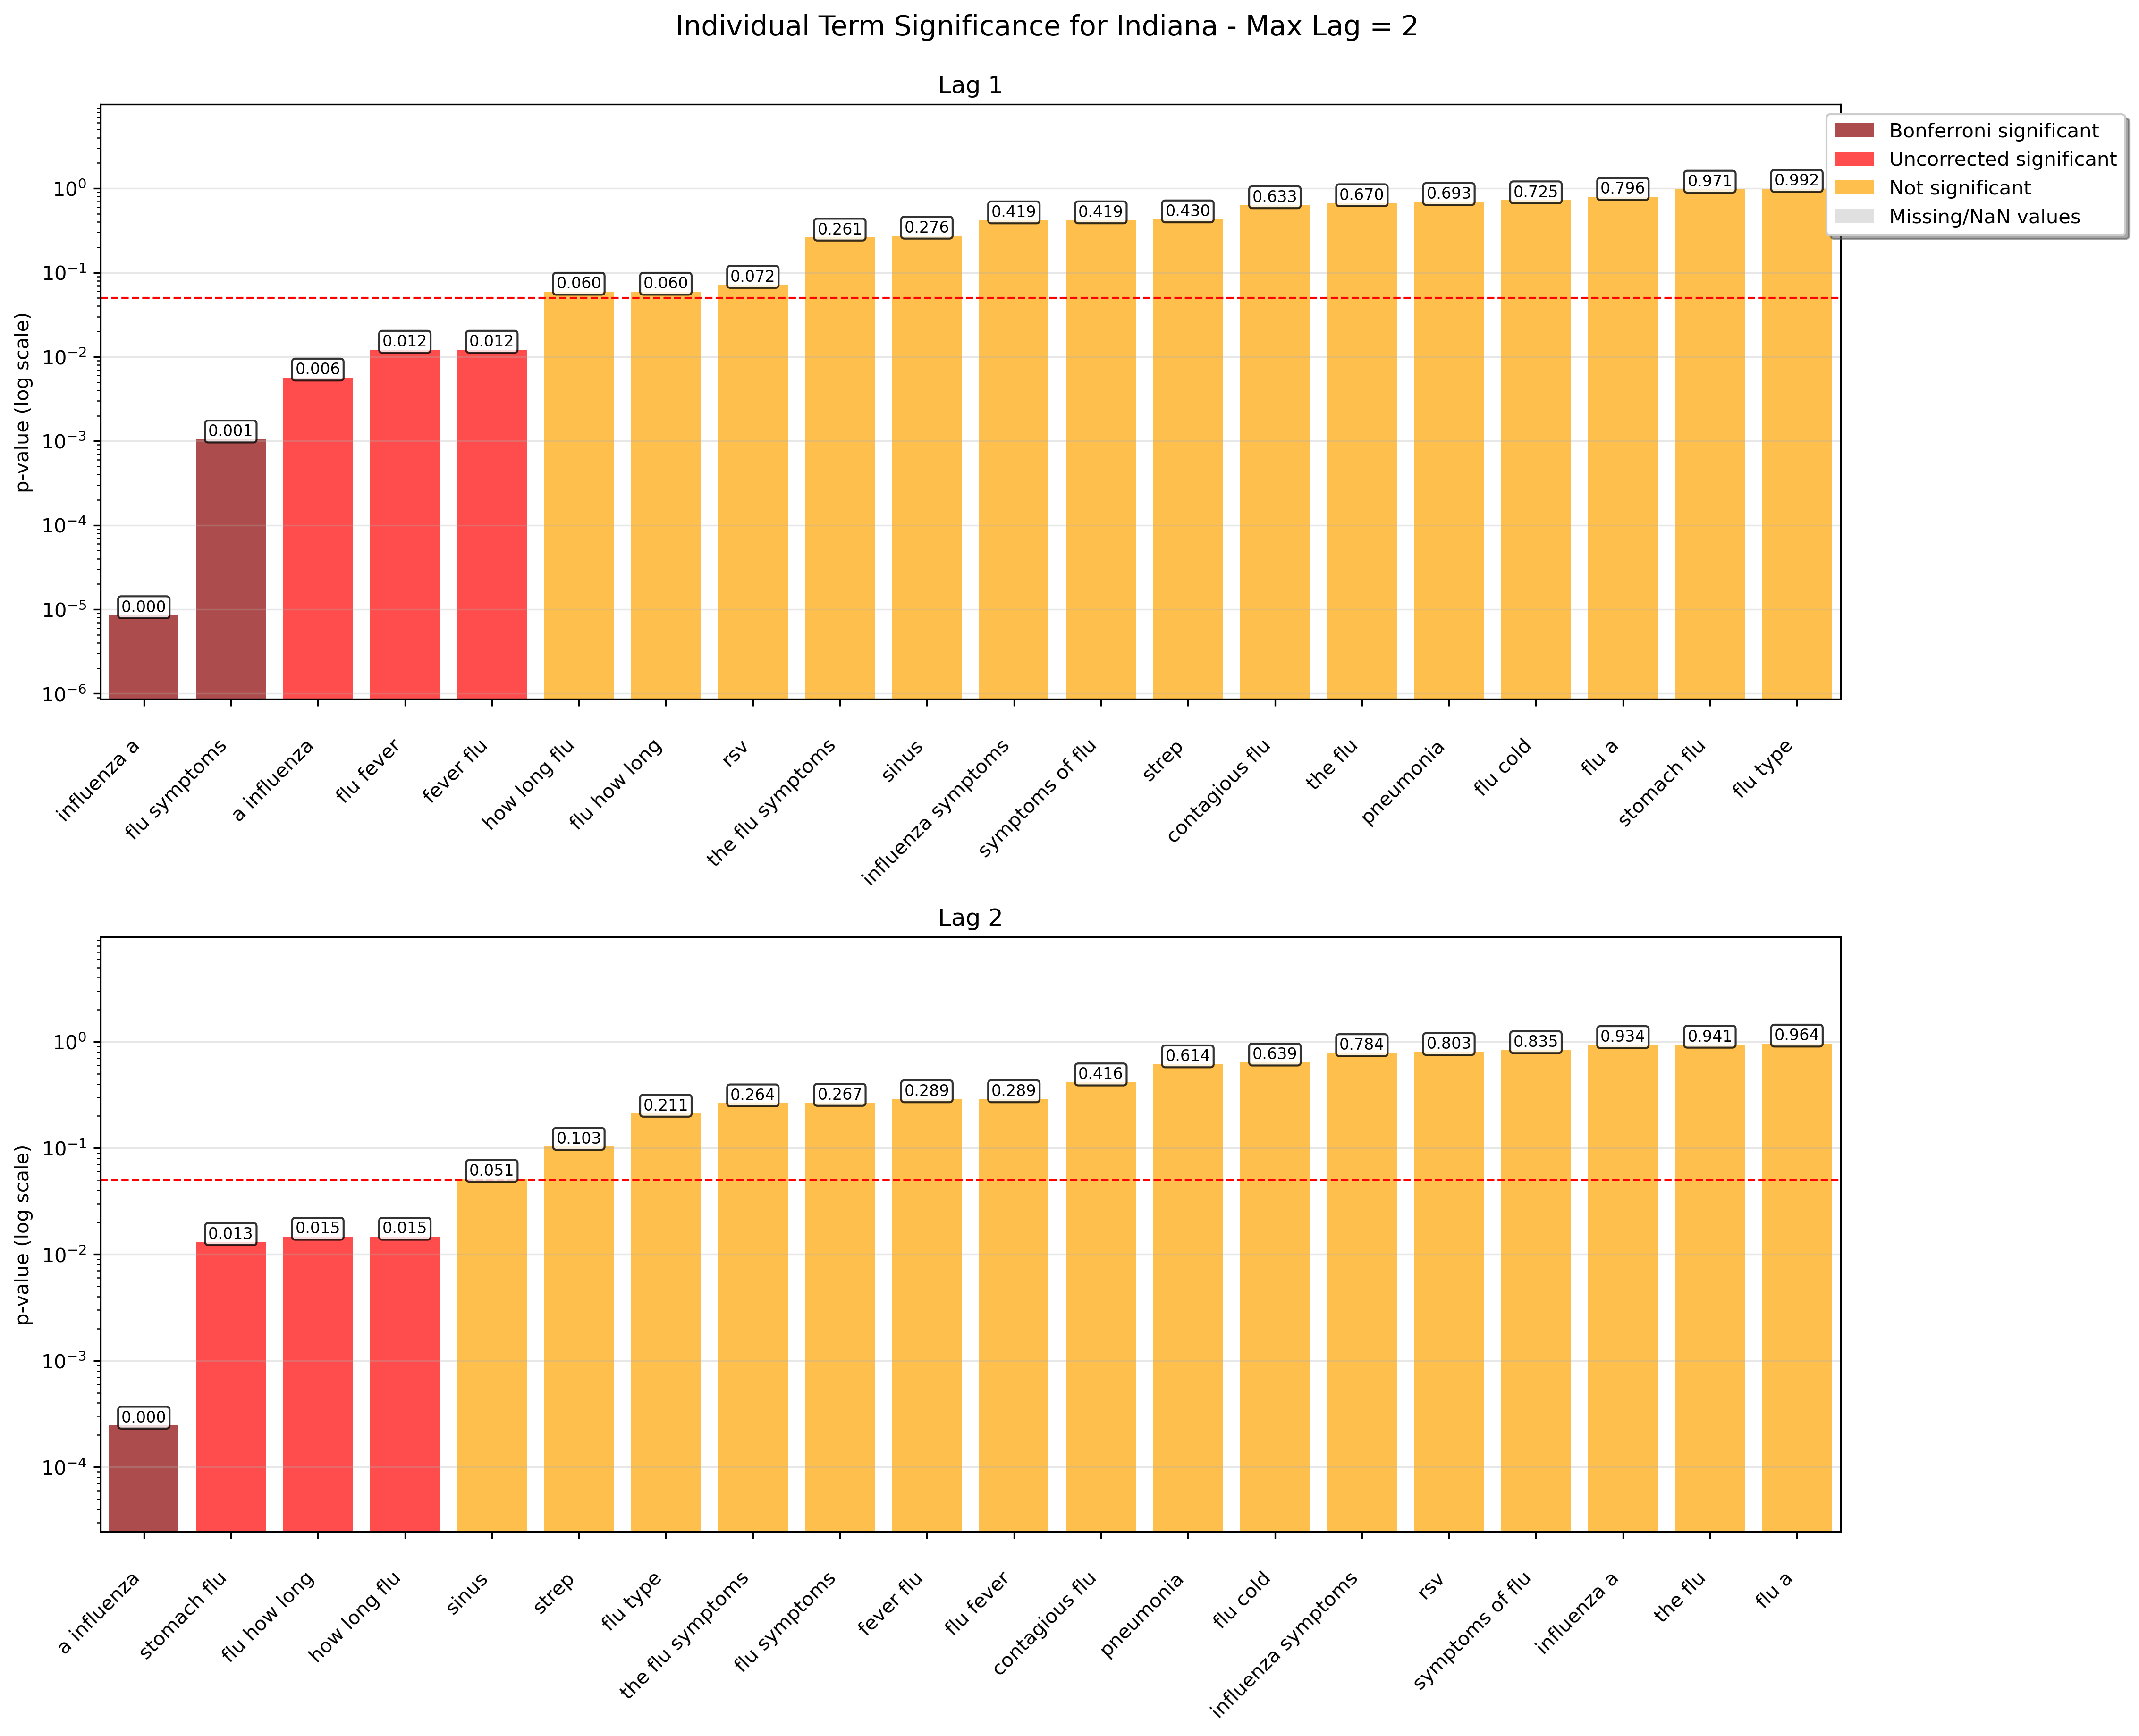 Individual Term Significance for Indiana - Max Lag = 2
Lag 1
Bonferroni significant
Uncorrected significant
Not significant
Missing/NaN values
p-value (log scale)
10⁰
10⁻¹
10⁻²
10⁻³
10⁻⁴
10⁻⁵
10⁻⁶
0.000 0.001 0.006 0.012 0.012 0.060 0.060 0.072 0.261 0.276 0.419 0.419 0.430 0.633 0.670 0.693 0.725 0.796 0.971 0.992
influenza a
flu symptoms
a influenza
flu fever
fever flu
how long flu
flu how long
rsv
the flu symptoms
sinus
influenza symptoms
symptoms of flu
strep
contagious flu
the flu
pneumonia
flu cold
flu a
stomach flu
flu type
Lag 2
p-value (log scale)
10⁰
10⁻¹
10⁻²
10⁻³
10⁻⁴
0.000 0.013 0.015 0.015 0.051 0.103 0.211 0.264 0.267 0.289 0.289 0.416 0.614 0.639 0.784 0.803 0.835 0.934 0.941 0.964
a influenza
stomach flu
flu how long
how long flu
sinus
strep
flu type
the flu symptoms
flu symptoms
fever flu
flu fever
contagious flu
pneumonia
flu cold
influenza symptoms
rsv
symptoms of flu
influenza a
the flu
flu a